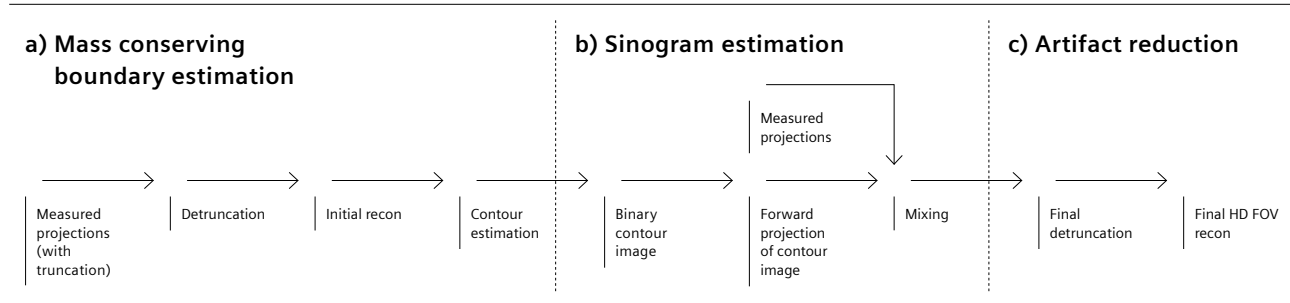 a) Mass conserving
boundary estimation
b) Sinogram estimation
c) Artifact reduction
Measured
projections
Measured
projections
(with
truncation)
Detruncation
Initial recon
Contour
estimation
Binary
contour
image
Forward
projection
of contour
image
Mixing
Final
detruncation
Final HD FOV
recon